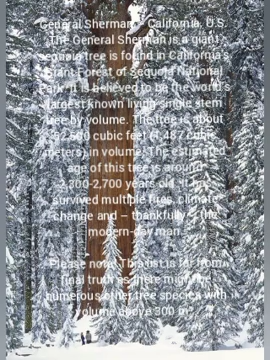 General Sherman – California, U.S.
The General Sherman is a giant
sequoia tree is found in California's
Giant Forest of Sequoia National
Park. It is believed to be the world's
largest known living single stem
tree by volume. The tree is about
52,500 cubic feet (1,487 cubic
meters) in volume. The estimated
age of this tree is around
2,300-2,700 years old. It has
survived multiple fires, climate
change and – thankfully – the
modern-day man.
Please note! This list is far from
final truth as there might be
numerous other tree species with
volume above 300 m³